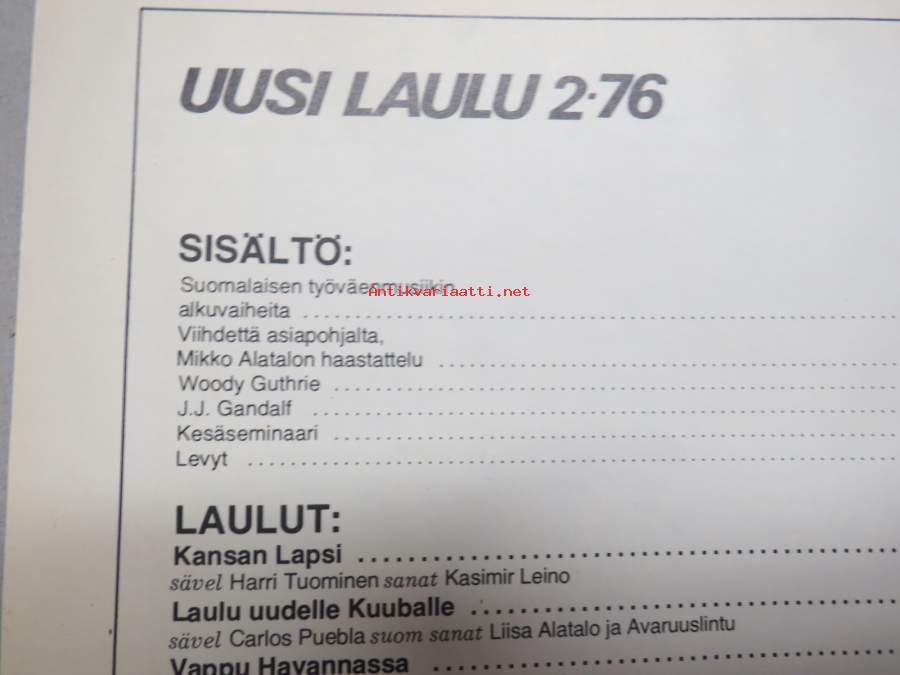 UUSI LAULU 2·76
SISÄLTÖ:
Suomalaisen työväenmusiikin
Antikvariaatti.net
alkuvaiheita
Viihdettä asiapohjalta,
Mikko Alatalon haastattelu
Woody Guthrie
J.J. Gandalf
Kesäseminaari
Levyt
LAULUT:
Kansan Lapsi
sävel Harri Tuominen sanat Kasimir Leino
Laulu uudelle Kuuballe
sävel Carlos Puebla suom sanat Liisa Alatalo ja Avaruuslintu
Vappu Havannassa